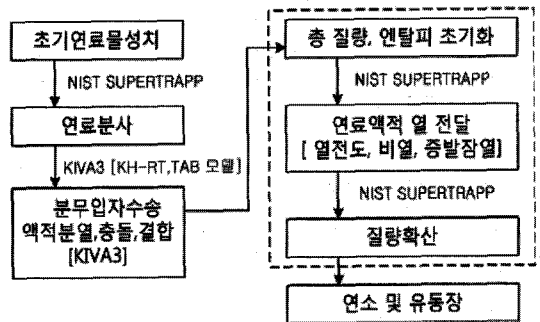 초기연료물성치
NIST SUPERTRAPP
연료분사
KIVA3 [KH-RT,TAB 모델]
분무입자수송
액적분열,충돌,결합
[KIVA3]
총 질량, 엔탈피 초기화
NIST SUPERTRAPP
연료액적 열 전달
[ 열전도, 비열, 증발잠열]
NIST SUPERTRAPP
질량확산
연소 및 유동장